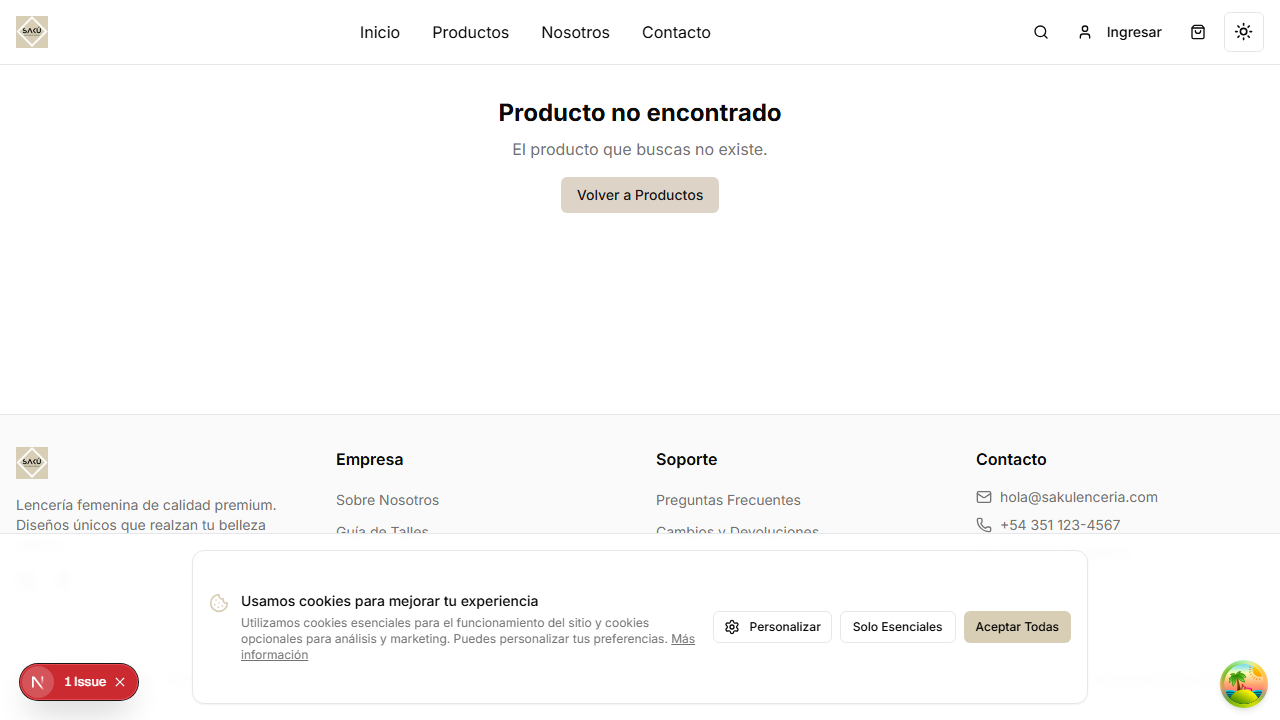 SAKÚ
Inicio
Productos
Nosotros
Contacto
Ingresar
Producto no encontrado
El producto que buscas no existe.
Volver a Productos
SAKÚ
Lencería femenina de calidad premium.
Diseños únicos que realzan tu belleza
Empresa
Sobre Nosotros
Guía de Talles
Soporte
Preguntas Frecuentes
Cambios y Devoluciones
Contacto
hola@sakulenceria.com
+54 351 123-4567
Usamos cookies para mejorar tu experiencia
Utilizamos cookies esenciales para el funcionamiento del sitio y cookies
opcionales para análisis y marketing. Puedes personalizar tus preferencias. Más
información
Personalizar
Solo Esenciales
Aceptar Todas
N
1 Issue